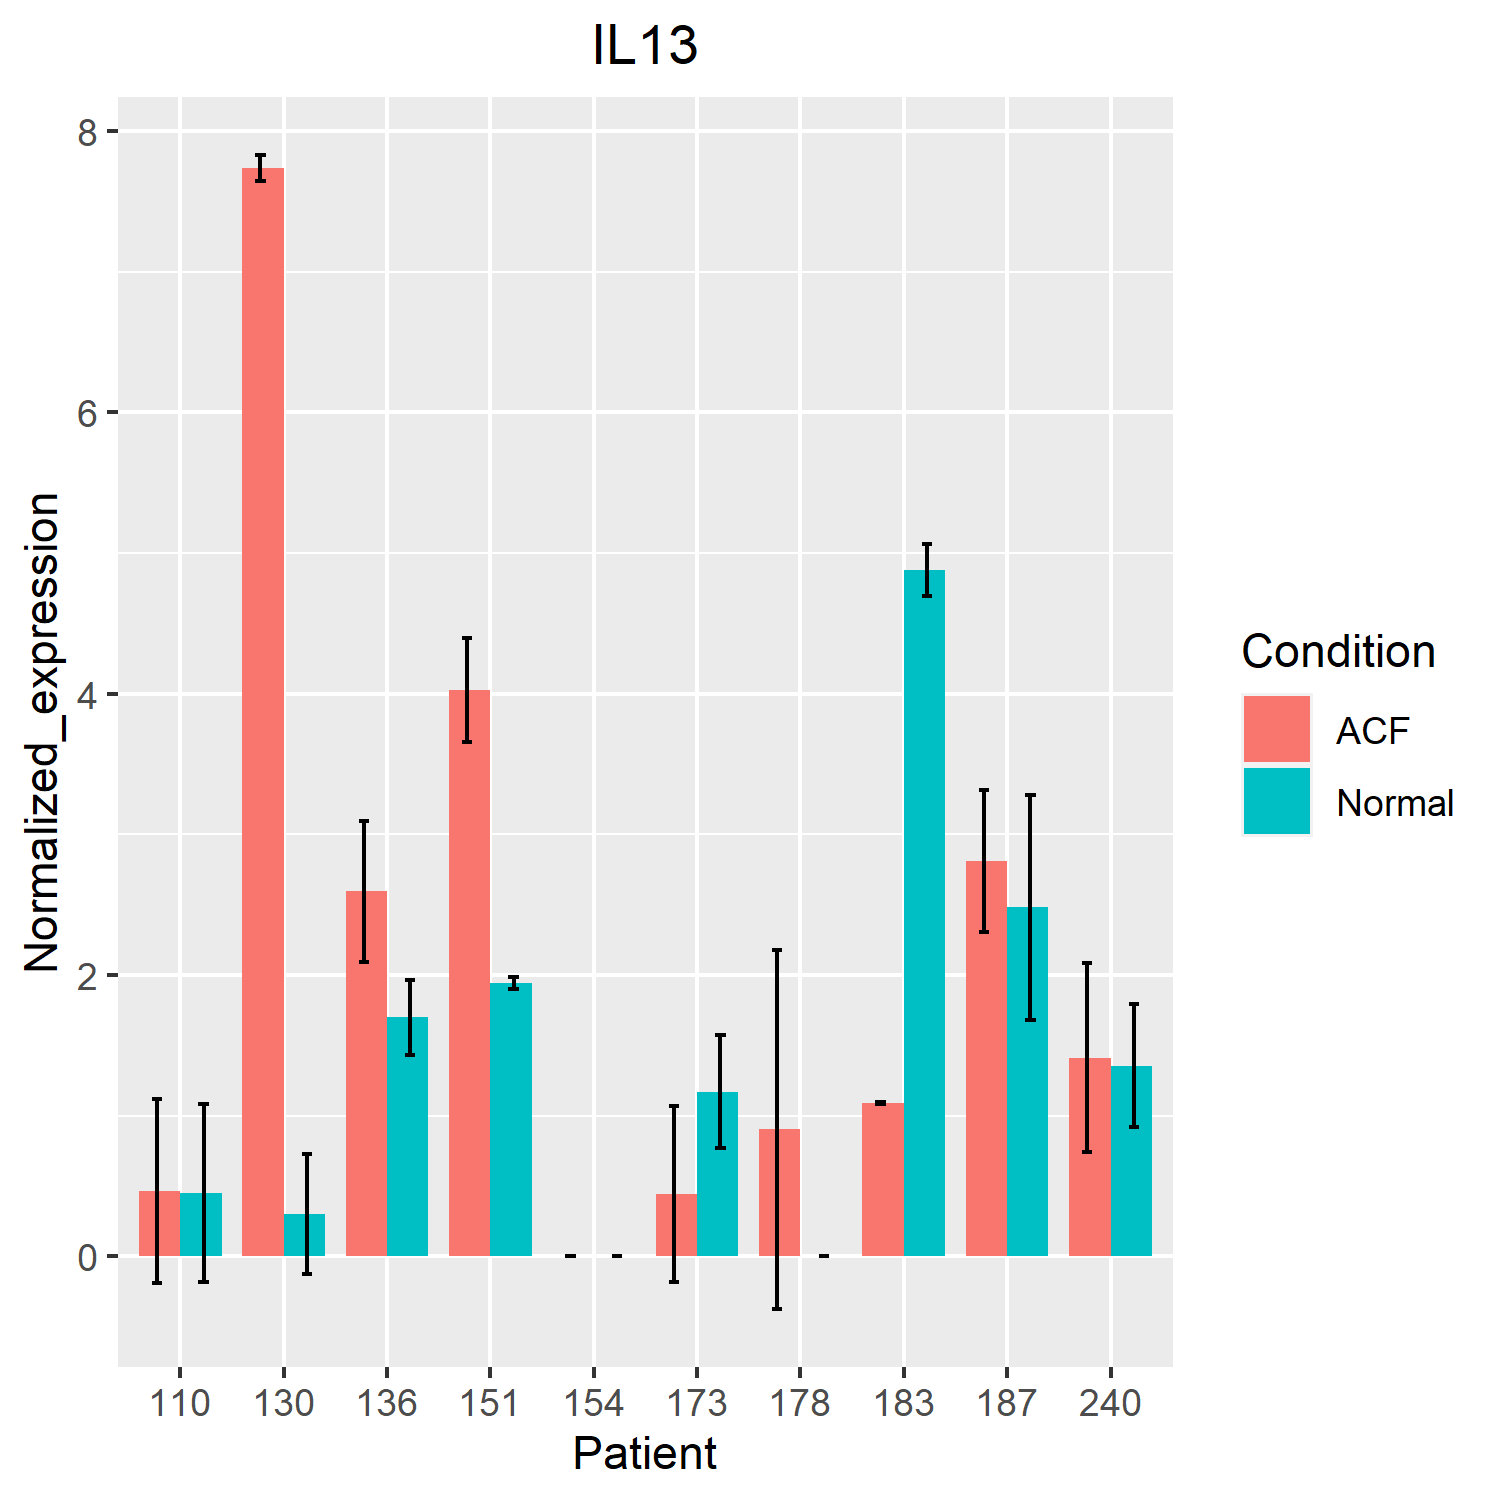 IL13
Normalized_expression
8
6
4
2
0
110 130 136 151 154 173 178 183 187 240
Patient
Condition
ACF
Normal